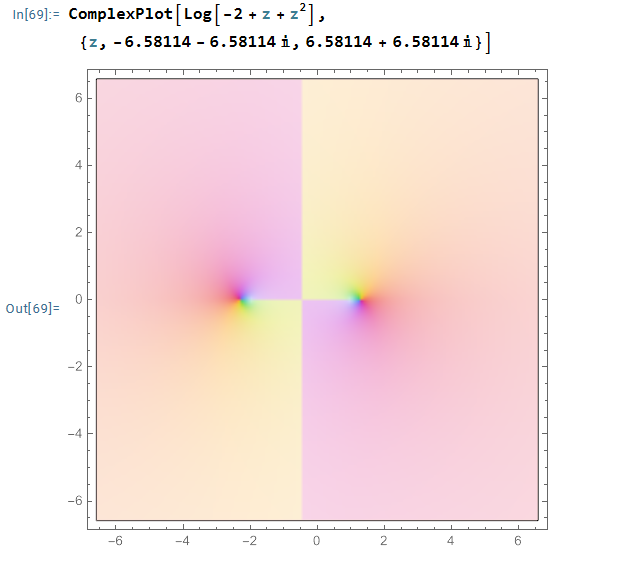 In[69]:= ComplexPlot[Log[-2 + z + z²],
{z, -6.58114 - 6.58114 i, 6.58114 + 6.58114 i}]
6
4
2
0
Out[69]=
-2
-4
-6
-6 -4 -2 0 2 4 6